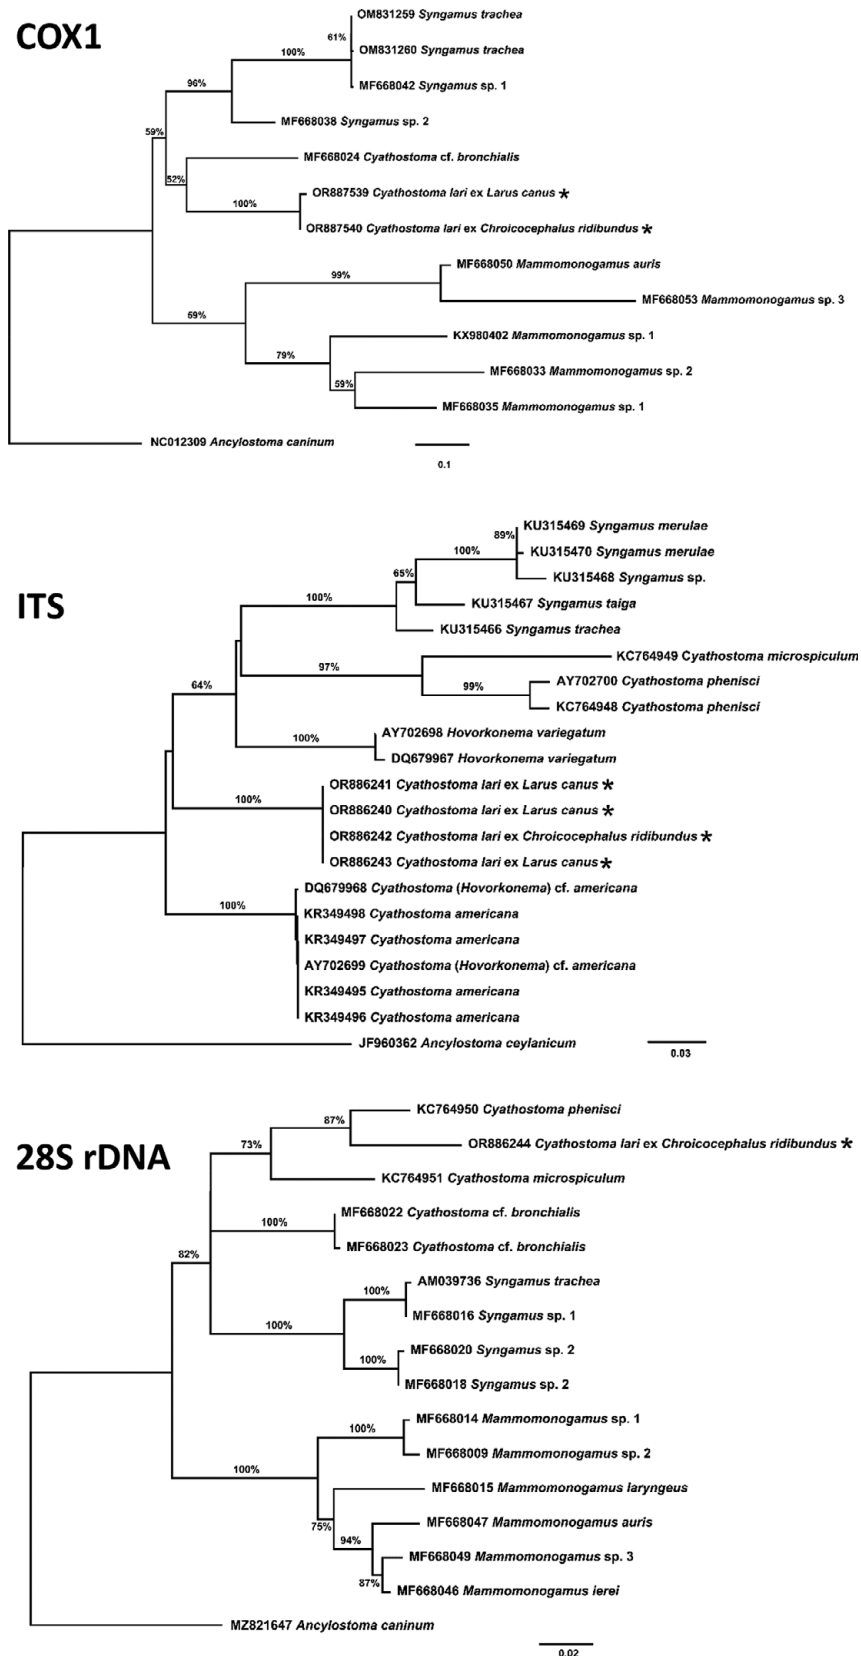 COX1
OM831259 Syngamus trachea
61%
OM831260 Syngamus trachea
100%
MF668042 Syngamus sp. 1
96%
MF668038 Syngamus sp. 2
59%
MF668024 Cyathostoma cf. bronchialis
52%
OR887539 Cyathostoma lari ex Larus canus *
100%
OR887540 Cyathostoma lari ex Chroicocephalus ridibundus *
MF668050 Mammomonogamus auris
99%
MF668053 Mammomonogamus sp. 3
69%
KX980402 Mammomonogamus sp. 1
79%
MF668033 Mammomonogamus sp. 2
59%
MF668035 Mammomonogamus sp. 1
NC012309 Ancylostoma caninum
0.1
ITS
KU315469 Syngamus merulae
89%
KU315470 Syngamus merulae
100%
KU315468 Syngamus sp.
65%
KU315467 Syngamus taiga
100%
KU315466 Syngamus trachea
KC764949 Cyathostoma microspiculum
97%
AY702700 Cyathostoma phenisci
99%
64%
KC764948 Cyathostoma phenisci
AY702698 Hovorkonema variegatum
100%
DQ679967 Hovorkonema variegatum
OR886241 Cyathostoma lari ex Larus canus *
100%
OR886240 Cyathostoma lari ex Larus canus *
OR886242 Cyathostoma lari ex Chroicocephalus ridibundus *
OR886243 Cyathostoma lari ex Larus canus *
DQ679968 Cyathostoma (Hovorkonema) cf. americana
100%
KR349498 Cyathostoma americana
KR349497 Cyathostoma americana
AY702699 Cyathostoma (Hovorkonema) cf. americana
KR349495 Cyathostoma americana
KR349496 Cyathostoma americana
JF960362 Ancylostoma ceylanicum
0.03
28S rDNA
KC764950 Cyathostoma phenisci
87%
73%
OR886244 Cyathostoma lari ex Chroicocephalus ridibundus *
KC764951 Cyathostoma microspiculum
MF668022 Cyathostoma cf. bronchialis
100%
MF668023 Cyathostoma cf. bronchialis
82%
AM039736 Syngamus trachea
100%
MF668016 Syngamus sp. 1
100%
MF668020 Syngamus sp. 2
100%
MF668018 Syngamus sp. 2
MF668014 Mammomonogamus sp. 1
100%
MF668009 Mammomonogamus sp. 2
100%
MF668015 Mammomonogamus laryngeus
75%
MF668047 Mammomonogamus auris
94%
MF668049 Mammomonogamus sp. 3
87%
MF668046 Mammomonogamus ierei
MZ821647 Ancylostoma caninum
0.02